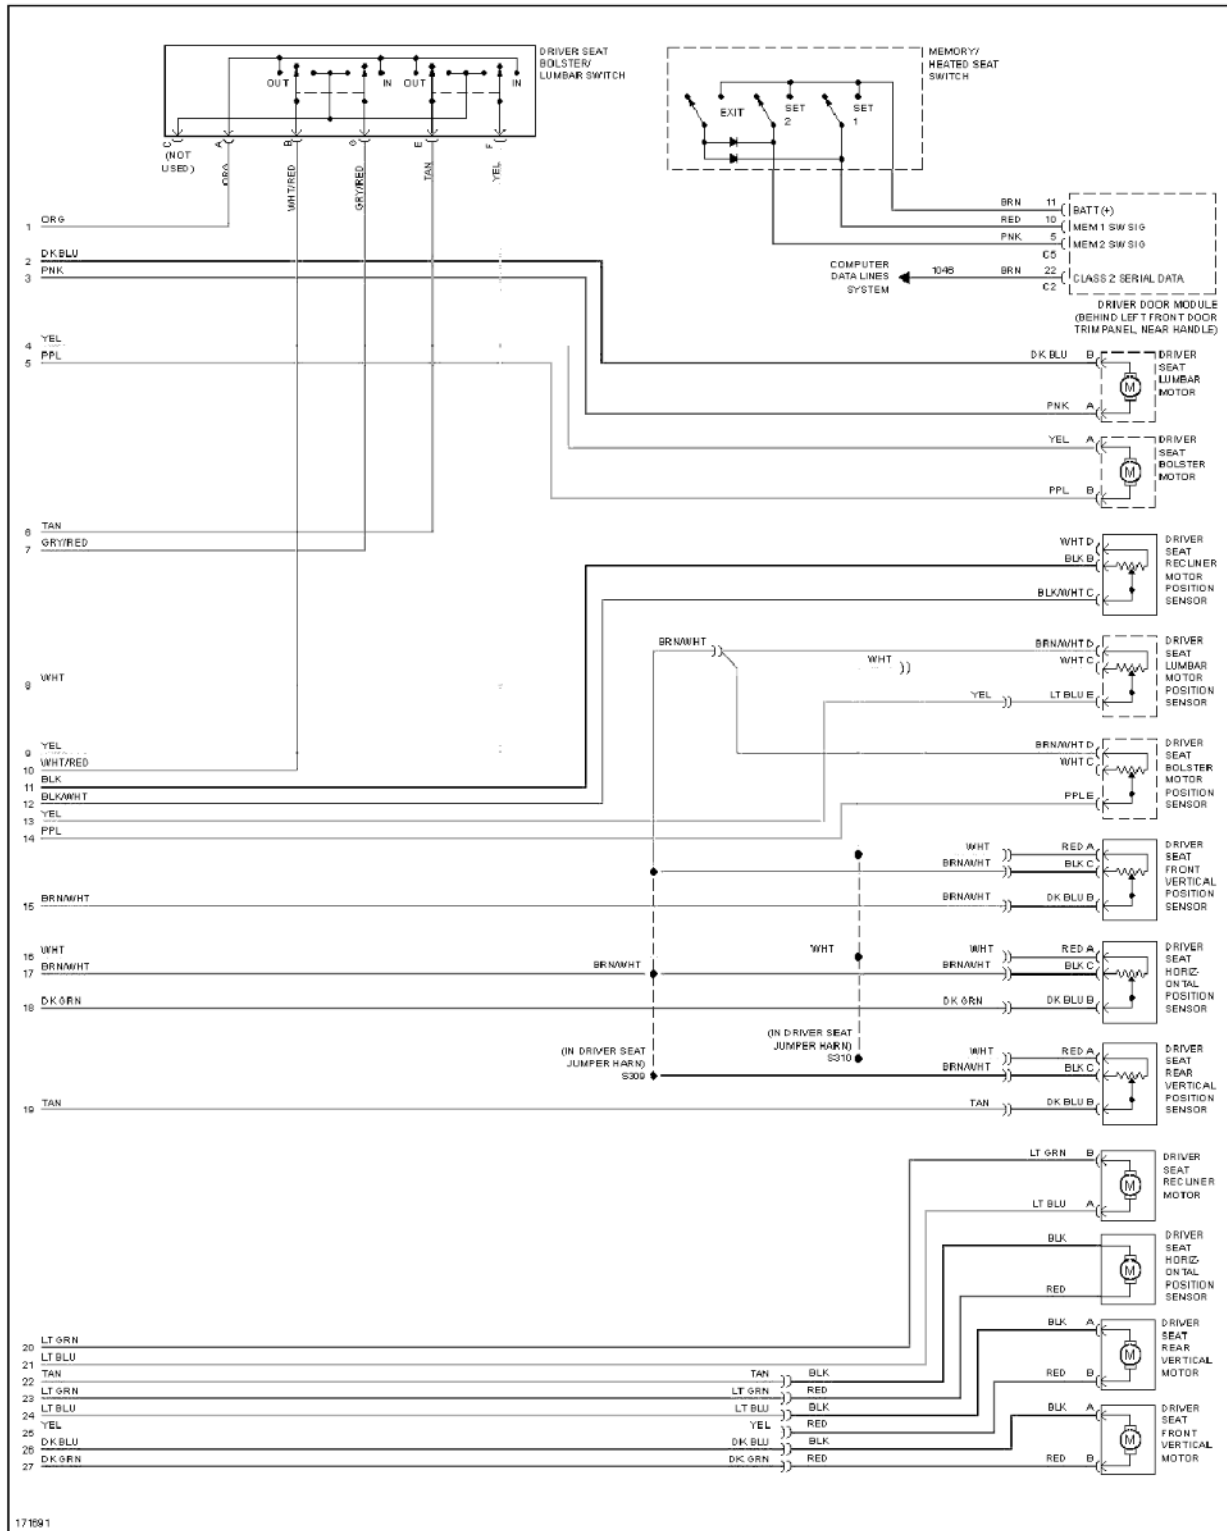 DRIVER SEAT
BOLSTER/
LUMBAR SWITCH
OUT
IN
OUT
IN
C
A
B
G
E
F
(NOT
USED)
ORG
WHT/RED
GRY/RED
TAN
YEL
MEMORY/
HEATED SEAT
SWITCH
EXIT
SET
2
SET
1
BRN 11 BATT (+)
RED 10 MEM 1 SW SIG
PNK 5 MEM 2 SW SIG
C5
COMPUTER
DATA LINES
SYSTEM
1046 BRN 22 CLASS 2 SERIAL DATA
C2
DRIVER DOOR MODULE
(BEHIND LEFT FRONT DOOR
TRIM PANEL, NEAR HANDLE)
1 ORG
2 DK BLU
3 PNK
4 YEL
5 PPL
6 TAN
7 GRY/RED
8 WHT
9 YEL
10 WHT/RED
11 BLK
12 BLK/WHT
13 YEL
14 PPL
15 BRN/WHT
16 WHT
17 BRN/WHT
18 DK GRN
19 TAN
20 LT GRN
21 LT BLU
22 TAN
23 LT GRN
24 LT BLU
25 YEL
26 DK BLU
27 DK GRN
DK BLU B
M
PNK A
DRIVER
SEAT
LUMBAR
MOTOR
YEL A
M
PPL B
DRIVER
SEAT
BOLSTER
MOTOR
WHT D
BLK B
BLK/WHT C
DRIVER
SEAT
RECLINER
MOTOR
POSITION
SENSOR
BRN/WHT
WHT
BRN/WHT D
WHT C
YEL LT BLU E
DRIVER
SEAT
LUMBAR
MOTOR
POSITION
SENSOR
BRN/WHT D
WHT C
PPL E
DRIVER
SEAT
BOLSTER
MOTOR
POSITION
SENSOR
WHT RED A
BRN/WHT BLK C
BRN/WHT DK BLU B
DRIVER
SEAT
FRONT
VERTICAL
POSITION
SENSOR
BRN/WHT
WHT
WHT RED A
BRN/WHT BLK C
DK GRN DK BLU B
DRIVER
SEAT
HORIZ-
ONTAL
POSITION
SENSOR
(IN DRIVER SEAT
JUMPER HARN)
S309
(IN DRIVER SEAT
JUMPER HARN)
S310
WHT RED A
BRN/WHT BLK C
TAN DK BLU B
DRIVER
SEAT
REAR
VERTICAL
POSITION
SENSOR
LT GRN B
M
LT BLU A
DRIVER
SEAT
RECLINER
MOTOR
BLK
M
RED
DRIVER
SEAT
HORIZ-
ONTAL
POSITION
SENSOR
BLK A
M
RED B
DRIVER
SEAT
REAR
VERTICAL
MOTOR
BLK A
M
RED B
DRIVER
SEAT
FRONT
VERTICAL
MOTOR
TAN BLK
LT GRN RED
LT BLU BLK
YEL RED
DK BLU BLK
DK GRN RED
171691